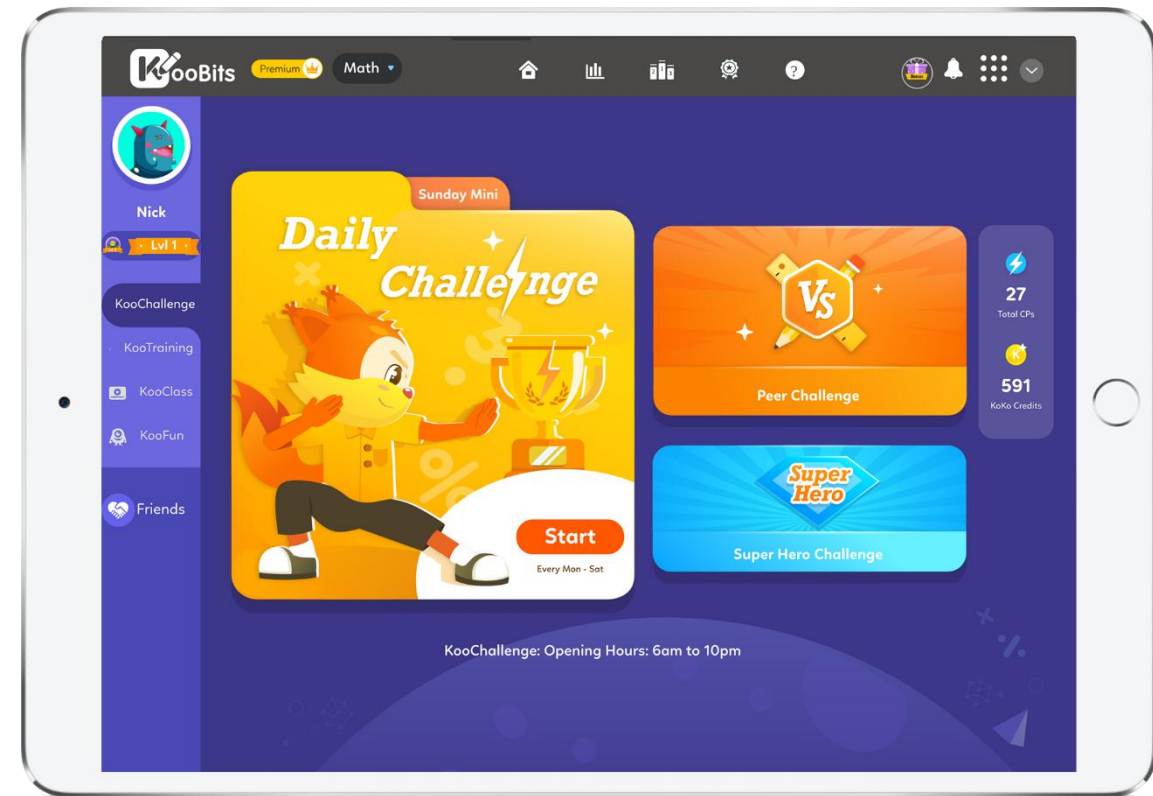 KooBits
Premium
Math
Nick
Lvl 1
KooChallenge
KooTraining
KooClass
KooFun
Friends
Sunday Mini
Daily
Challenge
Start
Every Mon - Sat
Vs
Peer Challenge
Super
Hero
Super Hero Challenge
27
Total CPs
K
591
KoKo Credits
KooChallenge: Opening Hours: 6am to 10pm